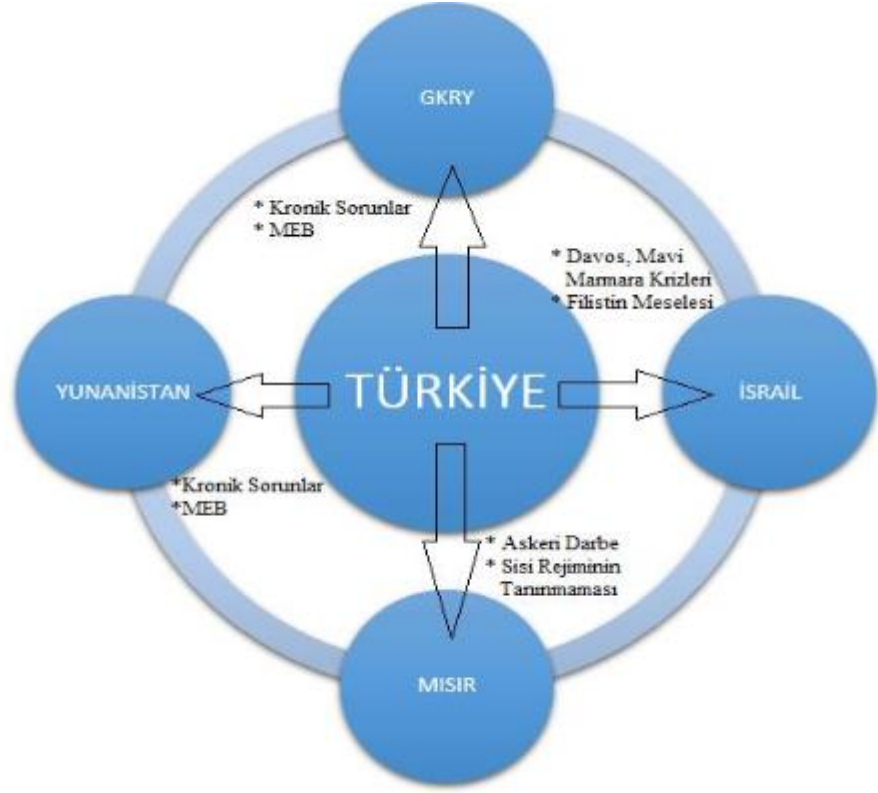 GKRY
* Kronik Sorunlar
* MEB
* Davos, Mavi
Marmara Krizleri
* Filistin Meselesi
YUNANİSTAN
TÜRKİYE
İSRAİL
*Kronik Sorunlar
*MEB
* Askeri Darbe
* Sisi Rejiminin
Tanınmaması
MISIR